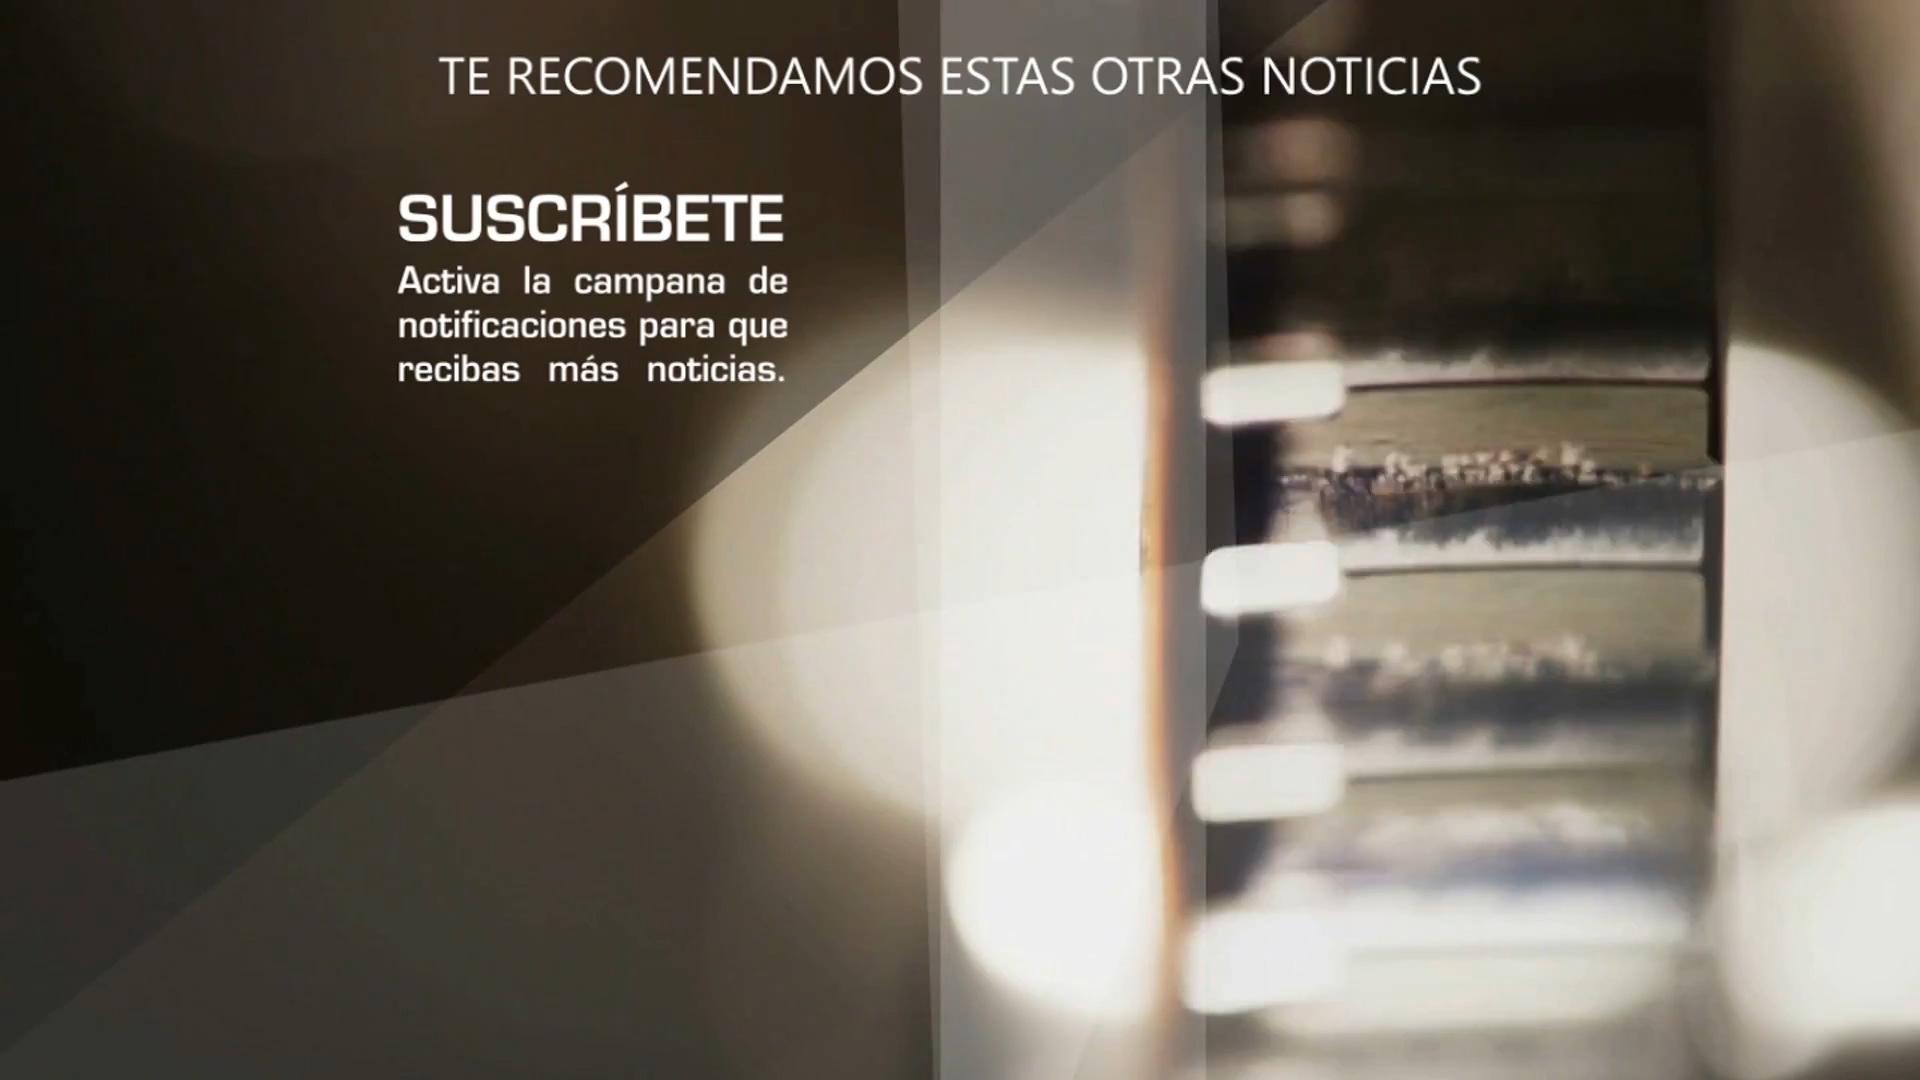 TE RECOMENDAMOS ESTAS OTRAS NOTICIAS
SUSCRÍBETE
Activa la campana de
notificaciones para que
recibas más noticias.